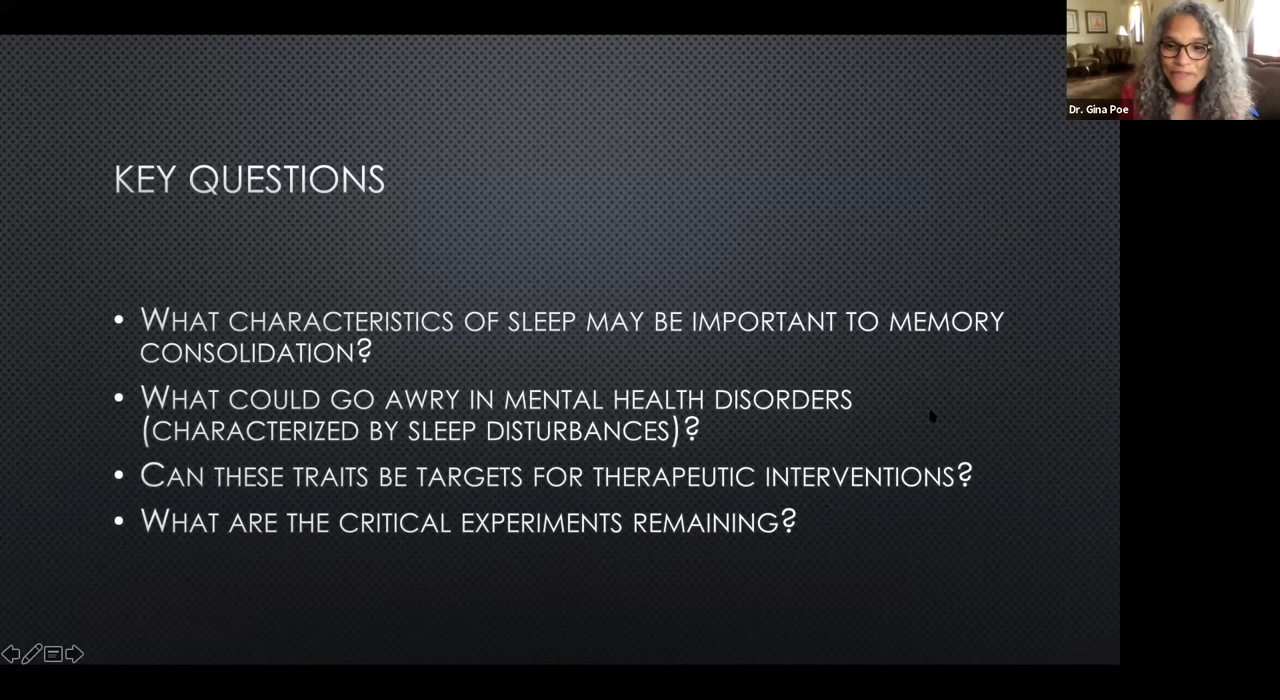 Dr. Gina Poe
KEY QUESTIONS
• WHAT CHARACTERISTICS OF SLEEP MAY BE IMPORTANT TO MEMORY
CONSOLIDATION?
• WHAT COULD GO AWRY IN MENTAL HEALTH DISORDERS
(CHARACTERIZED BY SLEEP DISTURBANCES)?
• CAN THESE TRAITS BE TARGETS FOR THERAPEUTIC INTERVENTIONS?
• WHAT ARE THE CRITICAL EXPERIMENTS REMAINING?